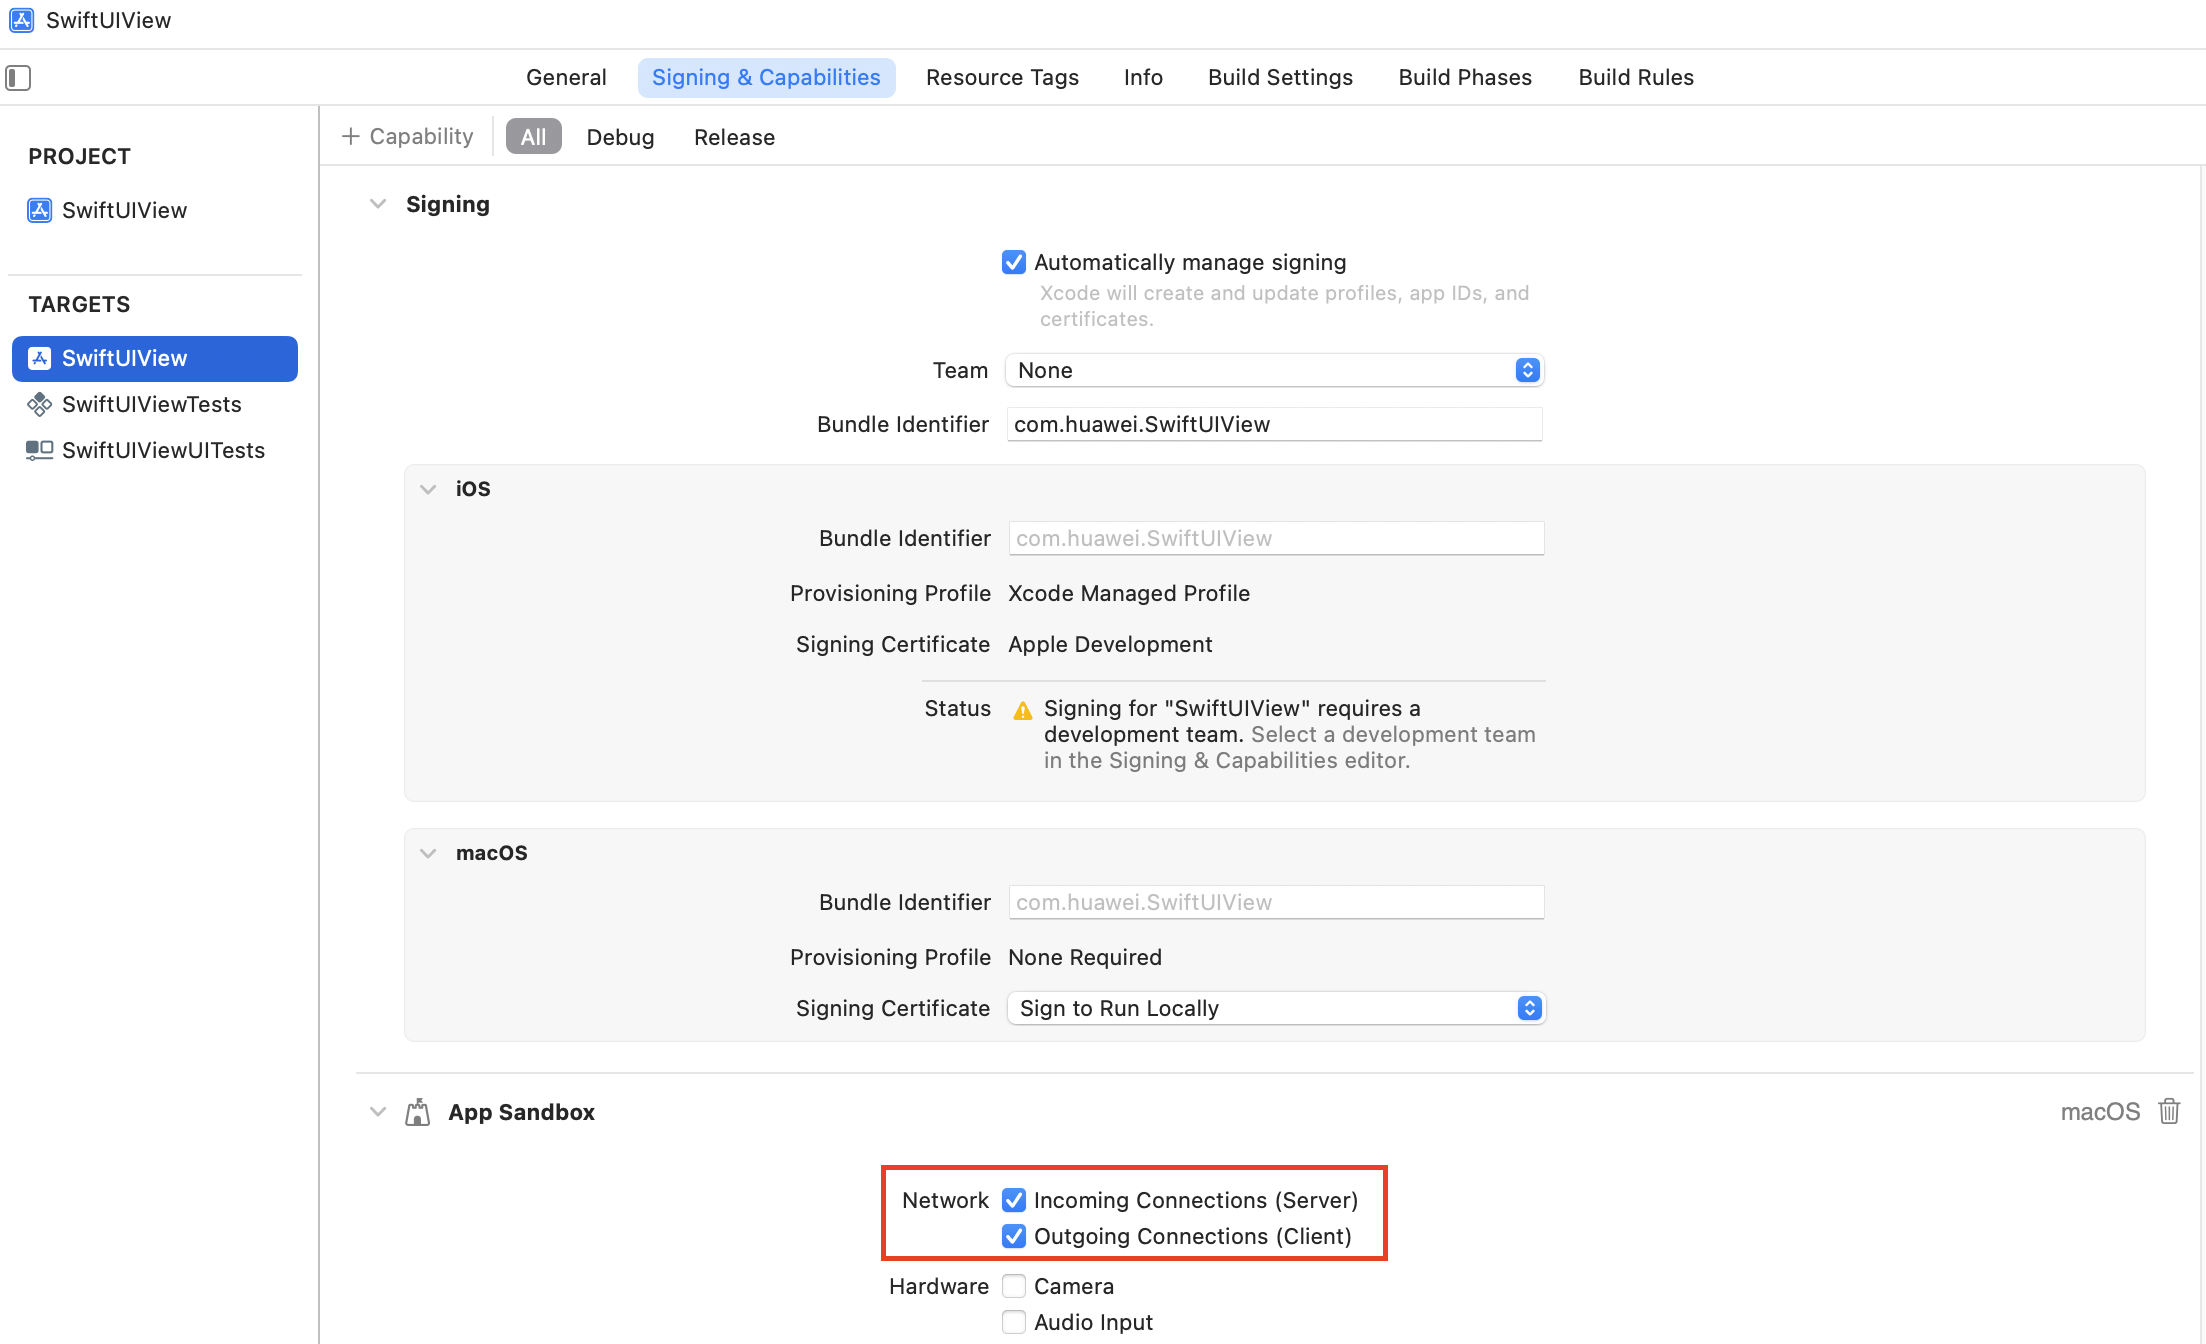 SwiftUIView
General Signing & Capabilities Resource Tags Info Build Settings Build Phases Build Rules
+ Capability All Debug Release
PROJECT
SwiftUIView
TARGETS
SwiftUIView
SwiftUIViewTests
SwiftUIViewUITests
Signing
Automatically manage signing
Xcode will create and update profiles, app IDs, and
certificates.
Team None
Bundle Identifier com.huawei.SwiftUIView
iOS
Bundle Identifier com.huawei.SwiftUIView
Provisioning Profile Xcode Managed Profile
Signing Certificate Apple Development
Status Signing for "SwiftUIView" requires a
development team. Select a development team
in the Signing & Capabilities editor.
macOS
Bundle Identifier com.huawei.SwiftUIView
Provisioning Profile None Required
Signing Certificate Sign to Run Locally
App Sandbox macOS
Network Incoming Connections (Server)
Outgoing Connections (Client)
Hardware Camera
Audio Input